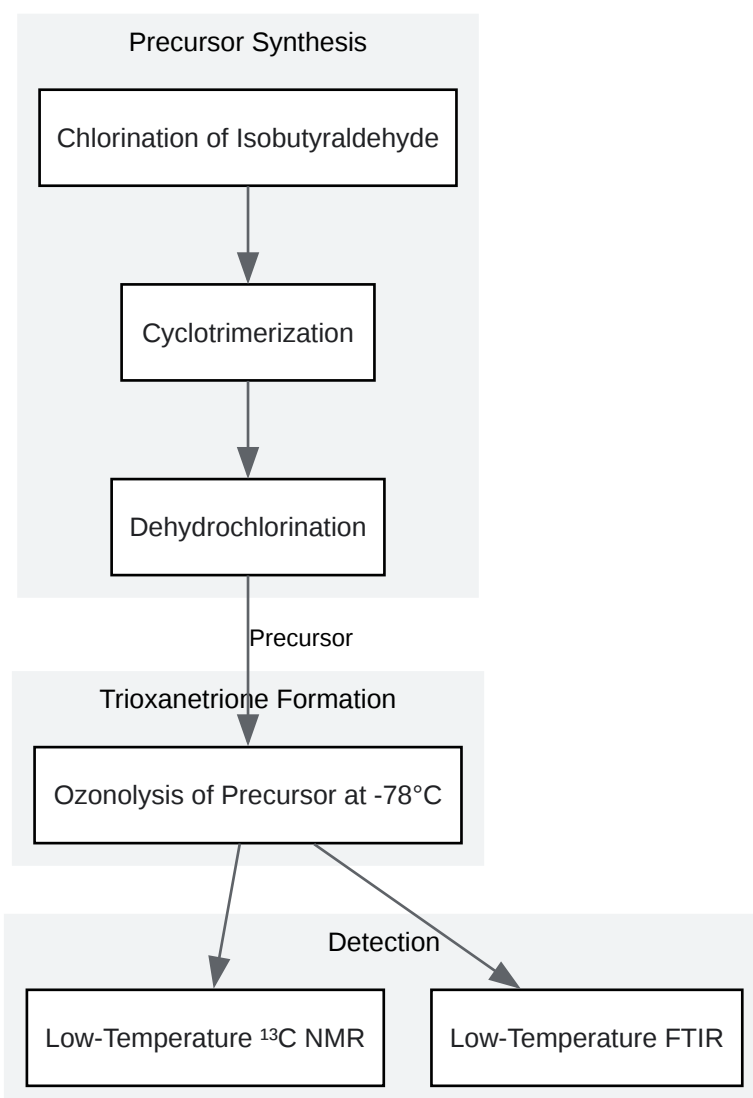 Precursor Synthesis
Chlorination of Isobutyraldehyde
Cyclotrimerization
Dehydrochlorination
Precursor
Trioxanetrione Formation
Ozonolysis of Precursor at -78°C
Detection
Low-Temperature ¹³C NMR
Low-Temperature FTIR